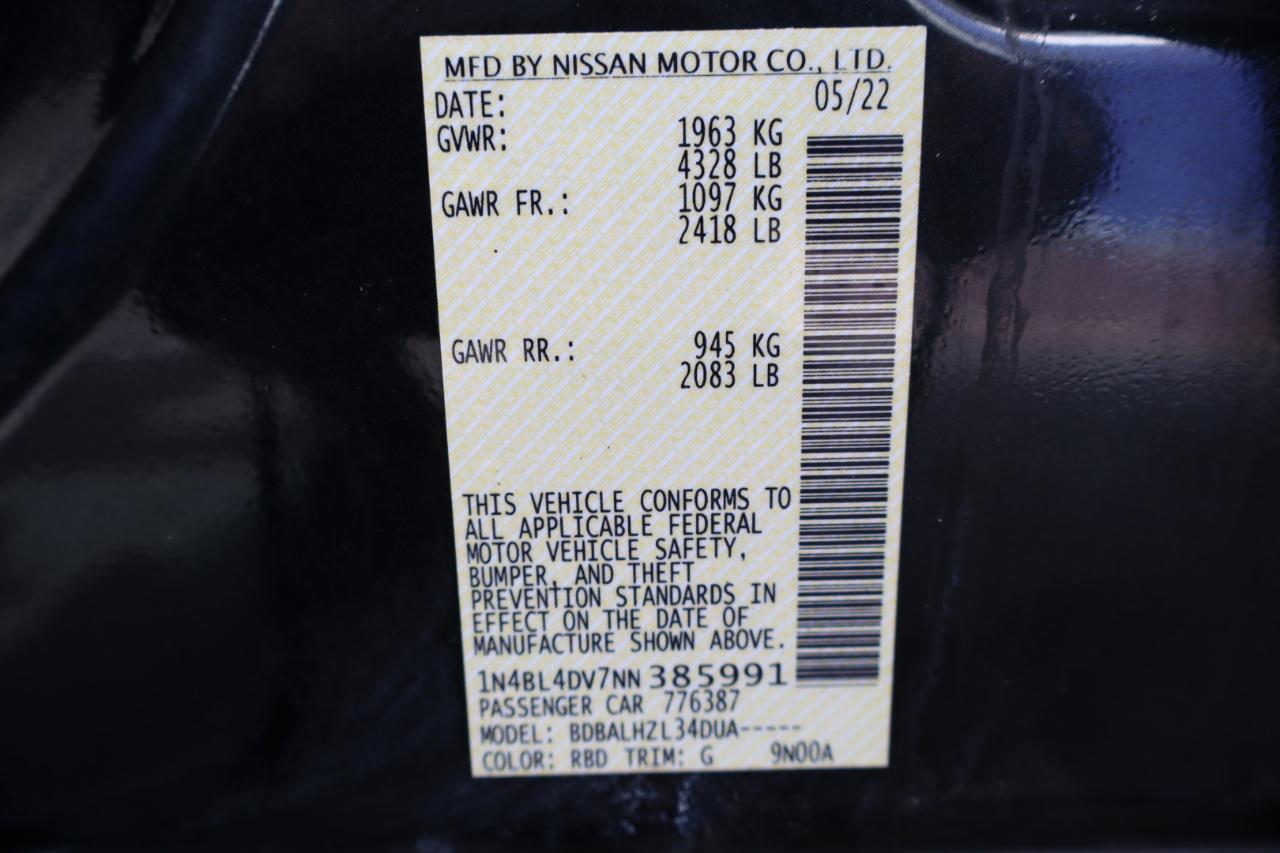 MFD BY NISSAN MOTOR CO., LTD.
DATE: 05/22
GVWR: 1963 KG
4328 LB
GAWR FR.: 1097 KG
2418 LB
GAWR RR.: 945 KG
2083 LB
THIS VEHICLE CONFORMS TO
ALL APPLICABLE FEDERAL
MOTOR VEHICLE SAFETY,
BUMPER, AND THEFT
PREVENTION STANDARDS IN
EFFECT ON THE DATE OF
MANUFACTURE SHOWN ABOVE.
1N4BL4DV7NN385991
PASSENGER CAR 776387
MODEL: BDBALHZL34DUA-----
COLOR: RBD TRIM: G 9N00A